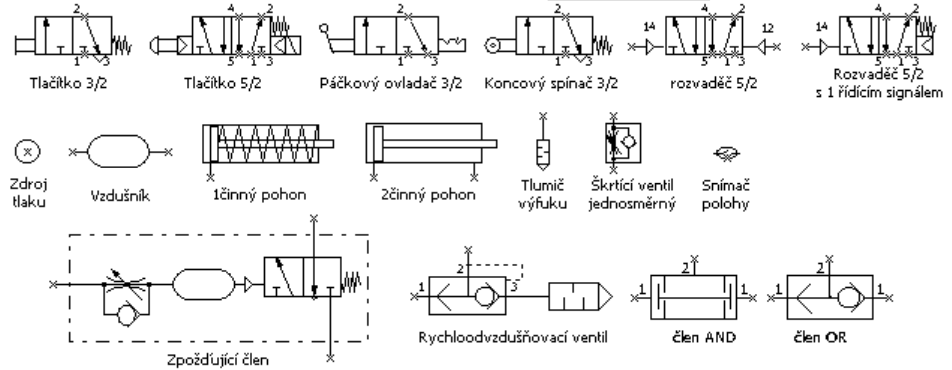 2
2
2
2
14
4
2
12
14
4
2
4
2
1
3
5
1
3
1
3
1
3
5
1
3
5
1
3
Tlačítko 3/2
Tlačítko 5/2
Páčkový ovladač 3/2
Koncový spínač 3/2
rozvaděč 5/2
Rozvaděč 5/2
s 1 řídícím signálem
Zdroj
tlaku
Vzdušník
1činný pohon
2činný pohon
Tlumič
výfuku
Škrtící ventil
jednosměrný
Snímač
polohy
Zpožďující člen
1
2
3
Rychloodvzdušňovací ventil
1
2
1
člen AND
1
2
1
člen OR